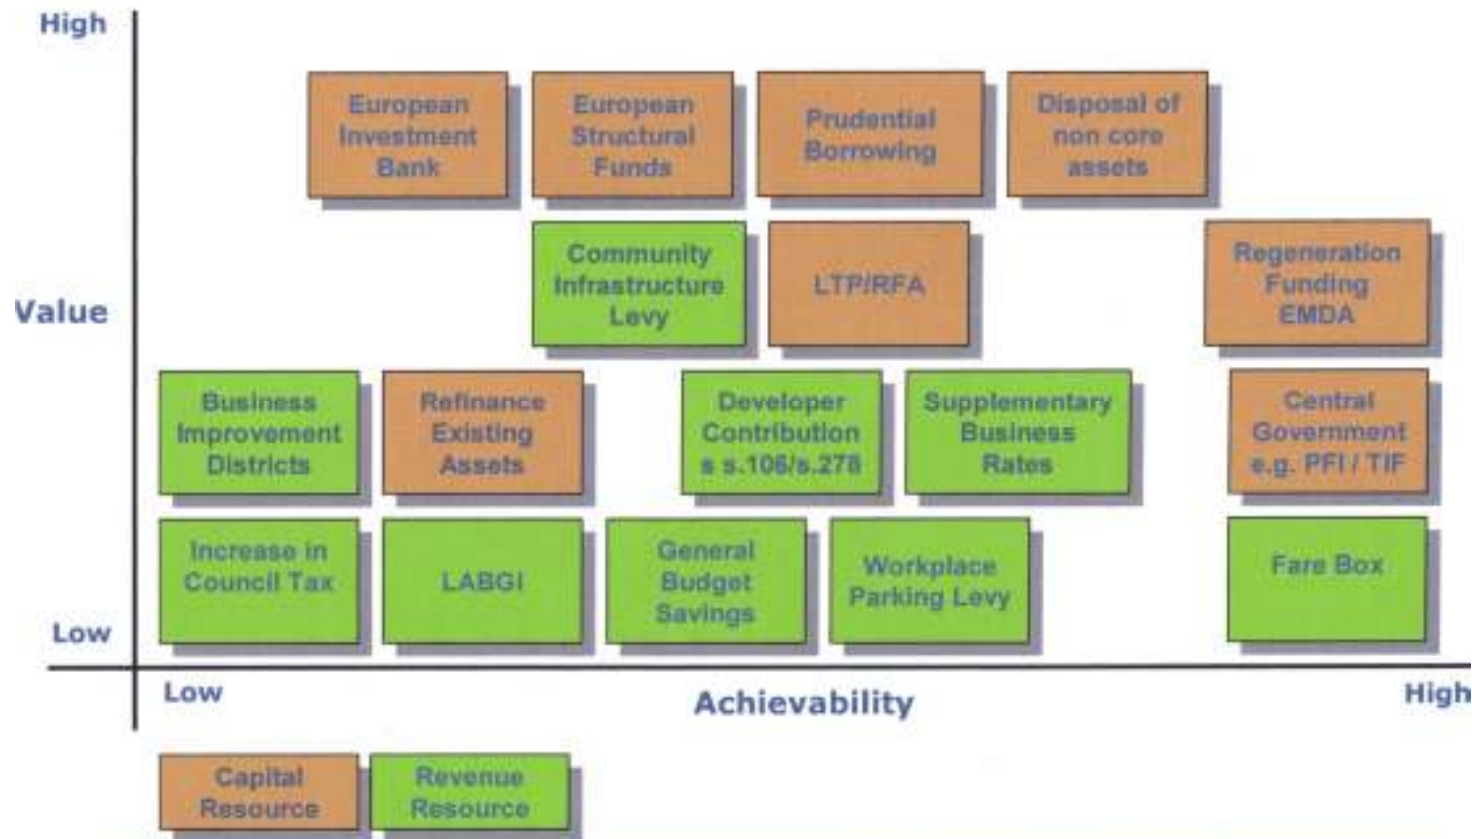 High
European
Investment
Bank
European
Structural
Funds
Prudential
Borrowing
Disposal of
non core
assets
Community
Infrastructure
Levy
LTP/RFA
Regeneration
Funding
EMDA
Value
Business
Improvement
Districts
Refinance
Existing
Assets
Developer
Contribution
s s.106/s.278
Supplementary
Business
Rates
Central
Government
e.g. PFI / TIF
Increase in
Council Tax
LABGI
General
Budget
Savings
Workplace
Parking Levy
Fare Box
Low
Low
Achievability
High
Capital
Resource
Revenue
Resource